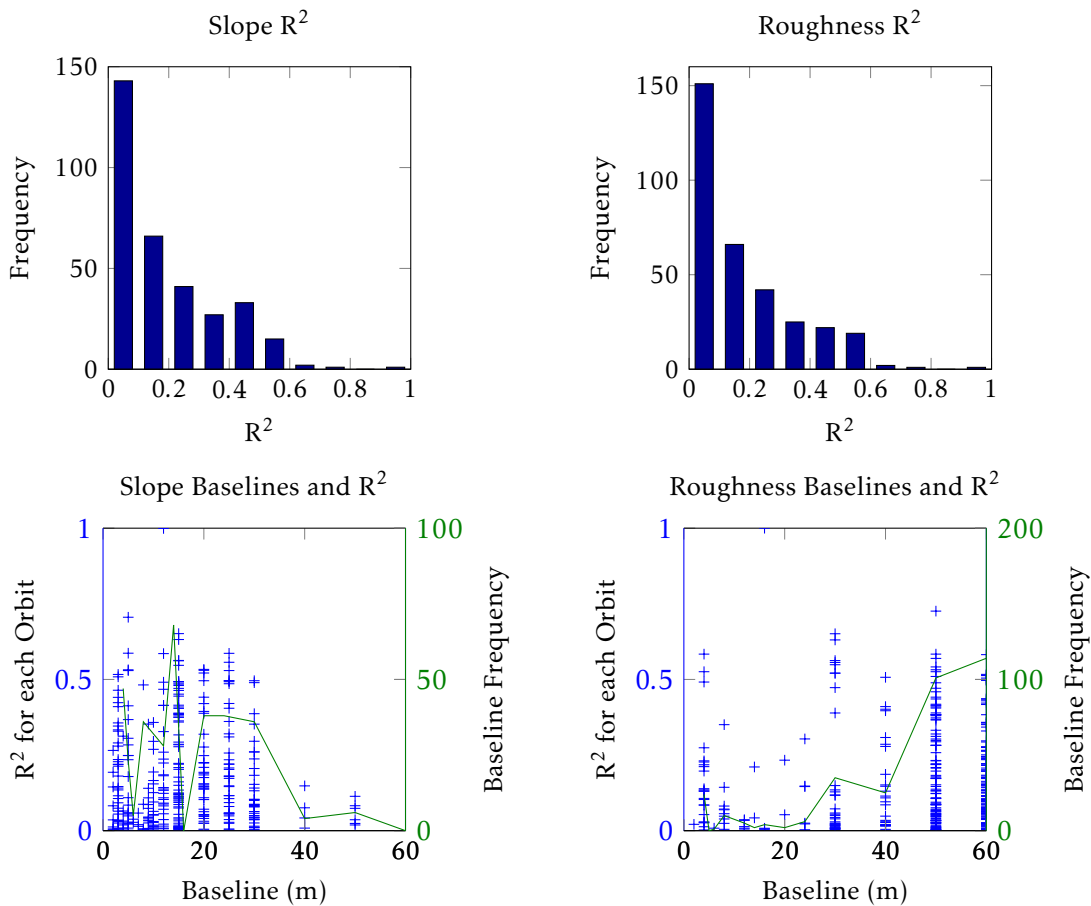 Slope R²
Frequency
150
100
50
0
0
0.2
0.4
0.6
0.8
1
R²
Roughness R²
Frequency
150
100
50
0
0
0.2
0.4
0.6
0.8
1
R²
Slope Baselines and R²
R² for each Orbit
1
0.5
0
100
50
0
Baseline Frequency
0
20
40
60
Baseline (m)
Roughness Baselines and R²
R² for each Orbit
1
0.5
0
200
100
0
Baseline Frequency
0
20
40
60
Baseline (m)